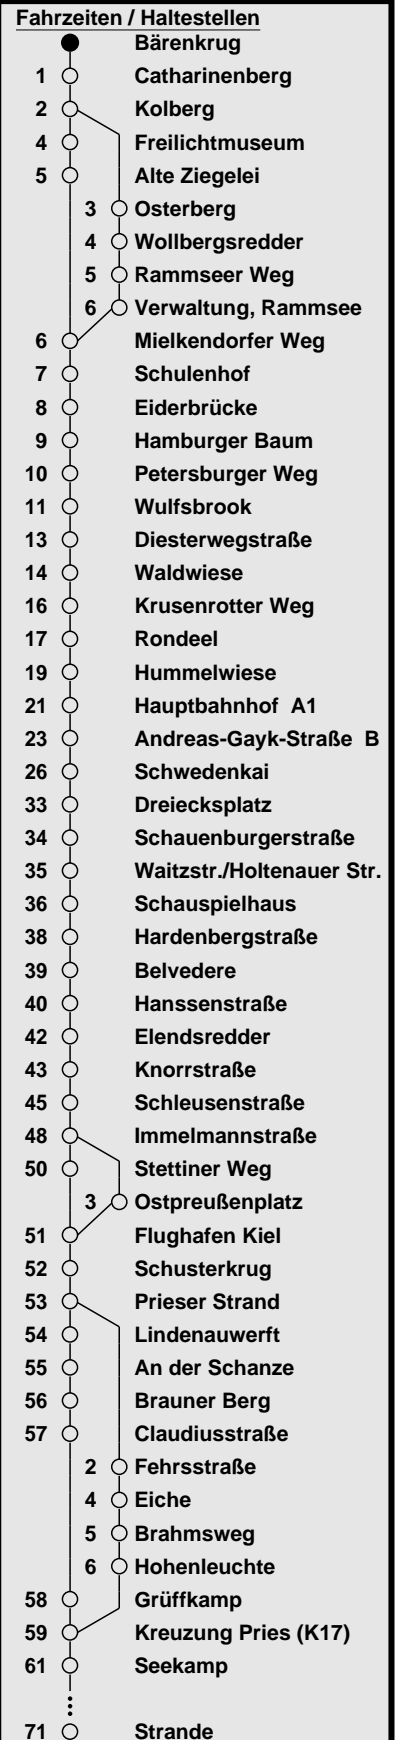 Fahrzeiten / Haltestellen
Bärenkrug
1 Catharinenberg
2 Kolberg
4 Freilichtmuseum
5 Alte Ziegelei
3 Osterberg
4 Wollbergsredder
5 Rammseer Weg
6 Verwaltung, Rammsee
6 Mielkendorfer Weg
7 Schulenhof
8 Eiderbrücke
9 Hamburger Baum
10 Petersburger Weg
11 Wulfsbrook
13 Diesterwegstraße
14 Waldwiese
16 Krusenrotter Weg
17 Rondeel
19 Hummelwiese
21 Hauptbahnhof A1
23 Andreas-Gayk-Straße B
26 Schwedenkai
33 Dreiecksplatz
34 Schauenburgerstraße
35 Waitzstr./Holtenauer Str.
36 Schauspielhaus
38 Hardenbergstraße
39 Belvedere
40 Hanssenstraße
42 Elendsredder
43 Knorrstraße
45 Schleusenstraße
48 Immelmannstraße
50 Stettiner Weg
3 Ostpreußenplatz
51 Flughafen Kiel
52 Schusterkrug
53 Prieser Strand
54 Lindenauwerft
55 An der Schanze
56 Brauner Berg
57 Claudiusstraße
2 Fehrsstraße
4 Eiche
5 Brahmsweg
6 Hohenleuchte
58 Grüffkamp
59 Kreuzung Pries (K17)
61 Seekamp
71 Strande